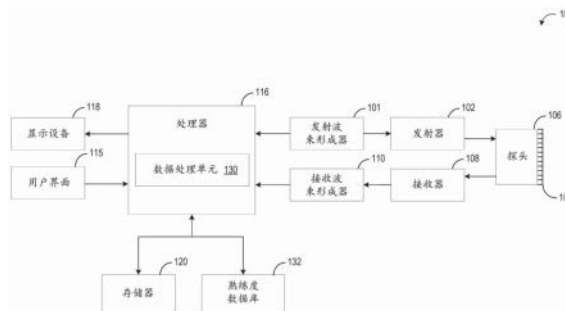 116
118
101
102
106
显示设备
处理器
发射波
束形成器
发射器
115
110
108
探头
用户界面
数据处理单元 130
接收波
束形成器
接收器
120
132
存储器
熟练度
数据库